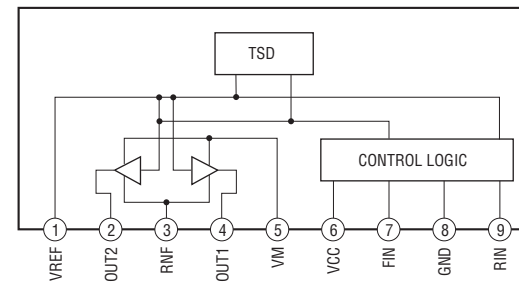 TSD
CONTROL LOGIC
1 2 3 4 5 6 7 8 9
VREF OUT2 RNF OUT1 VM VCC FIN GND RIN